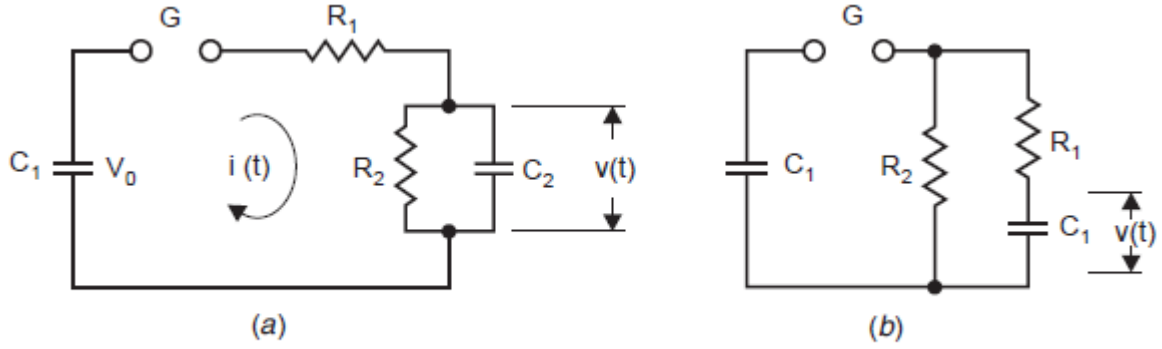 G
R₁
C₁
V₀
i (t)
R₂
C₂
v(t)
(a)
G
C₁
R₂
R₁
C₁
v(t)
(b)